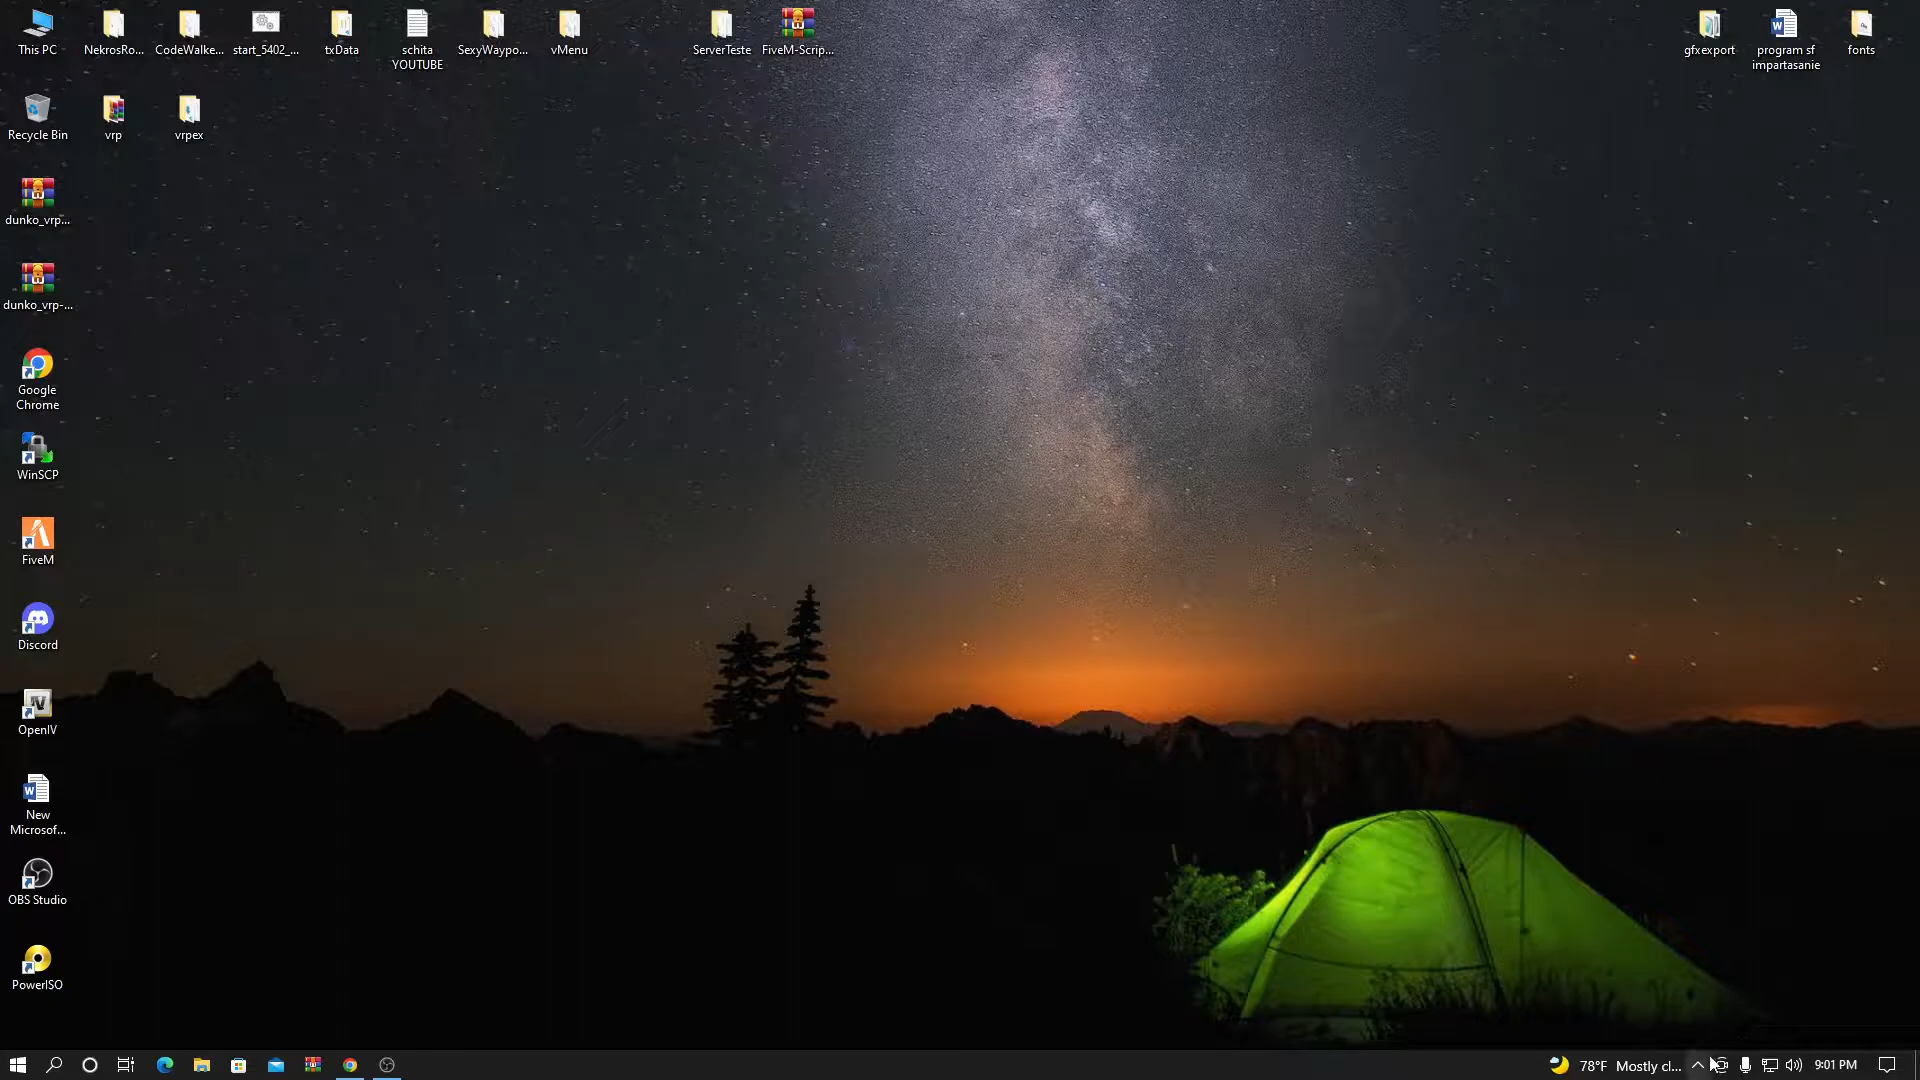 This PC
NekrosRo...
CodeWalke...
start_5402_...
txData
schita
YOUTUBE
SexyWaypo...
vMenu
ServerTeste
FiveM-Scrip...
gfxexport
program sf
impartasanie
fonts
Recycle Bin
vrp
vrpex
dunko_vrp...
dunko_vrp-...
Google
Chrome
WinSCP
FiveM
Discord
OpenIV
New
Microsof...
OBS Studio
PowerISO
78°F Mostly cl...
9:01 PM